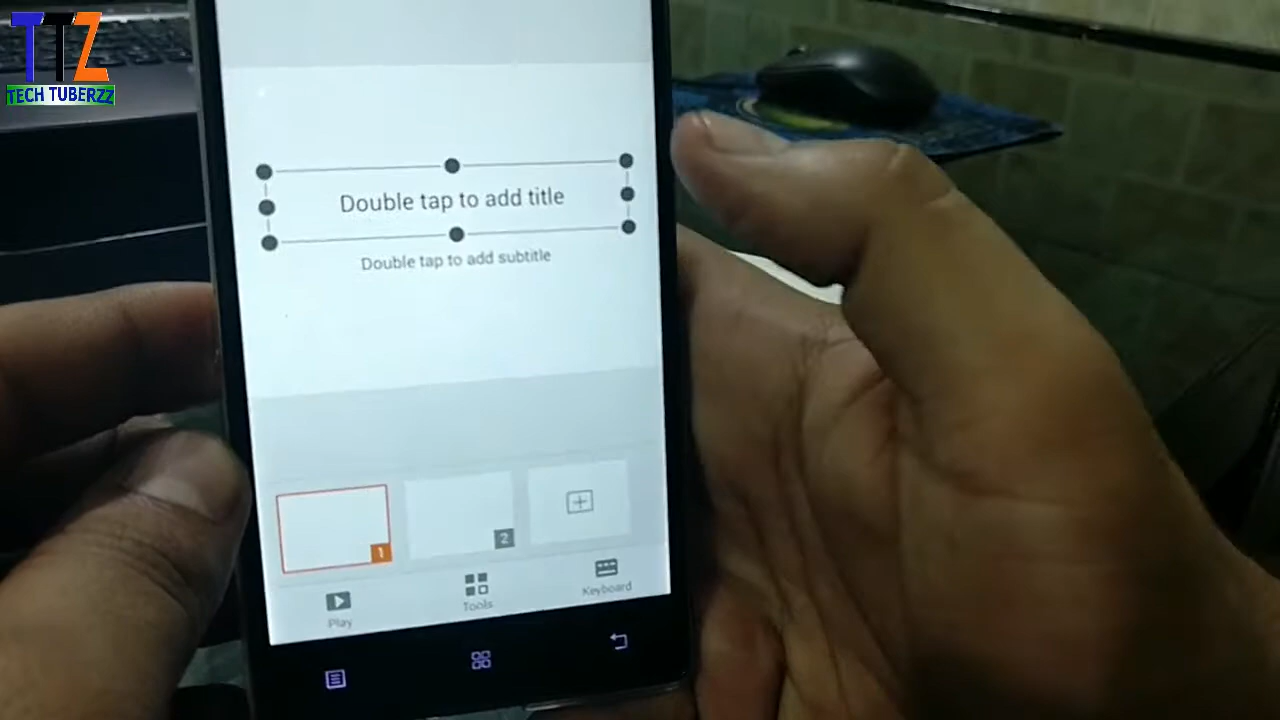 TTZ
TECH TUBERZZ
Double tap to add title
Double tap to add subtitle
1
2
Play
Tools
Keyboard